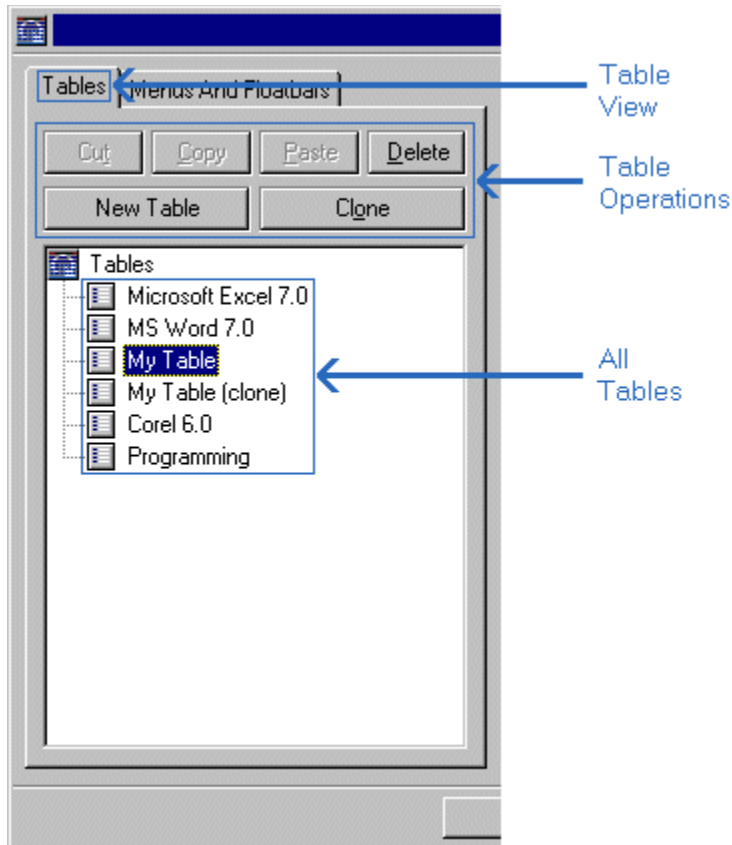 Tables Menus And Floatbars
Table
View
Cut Copy Paste Delete
Table
Operations
New Table Clone
Tables
Microsoft Excel 7.0
MS Word 7.0
My Table
All
Tables
My Table (clone)
Corel 6.0
Programming